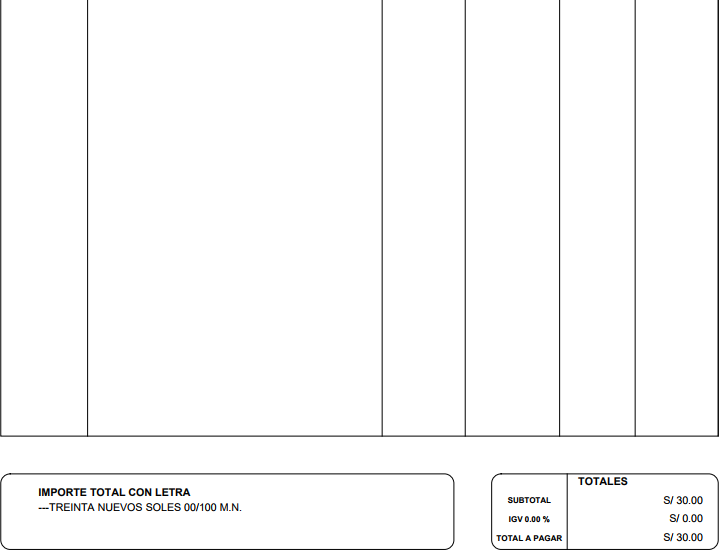 IMPORTE TOTAL CON LETRA
---TREINTA NUEVOS SOLES 00/100 M.N.
TOTALES
SUBTOTAL S/ 30.00
IGV 0.00 % S/ 0.00
TOTAL A PAGAR S/ 30.00